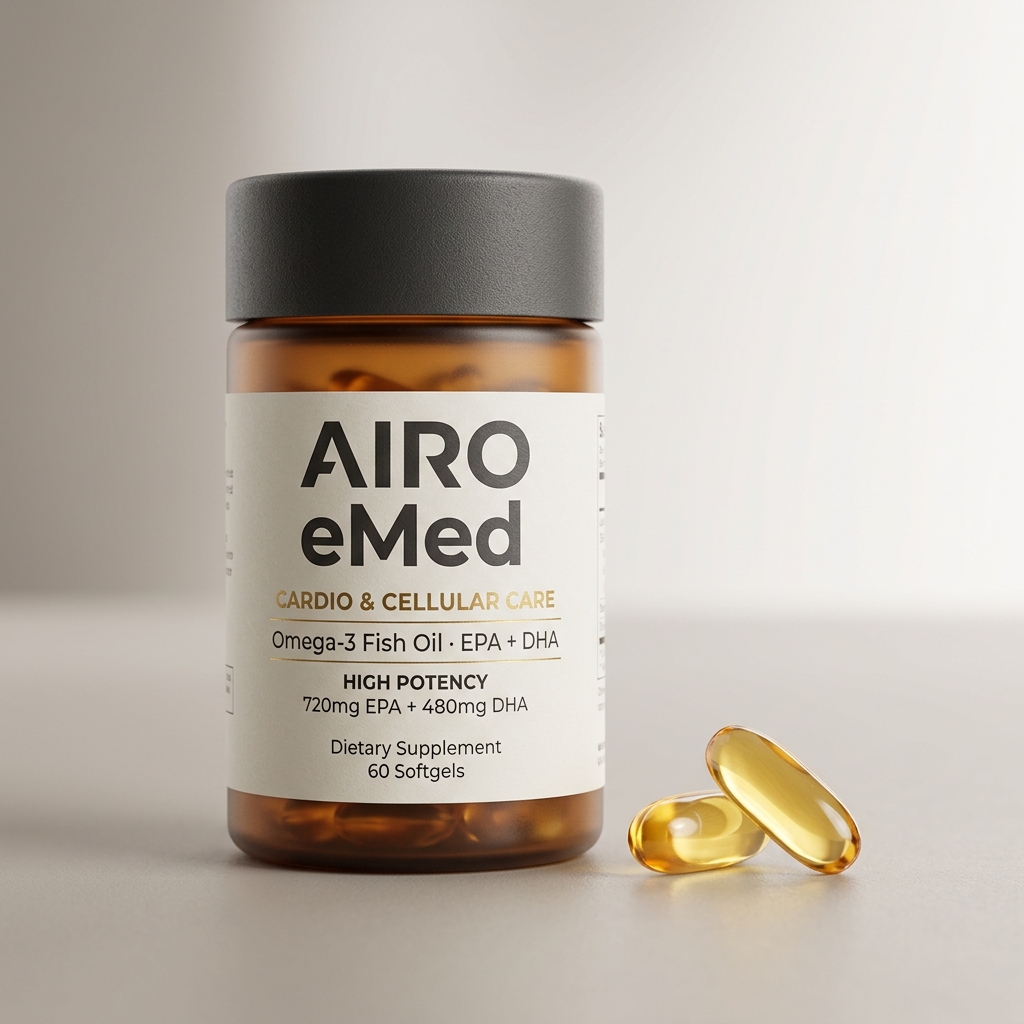 AIRO
eMed
CARDIO & CELLULAR CARE
Omega-3 Fish Oil · EPA + DHA
HIGH POTENCY
720mg EPA + 480mg DHA
Dietary Supplement
60 Softgels